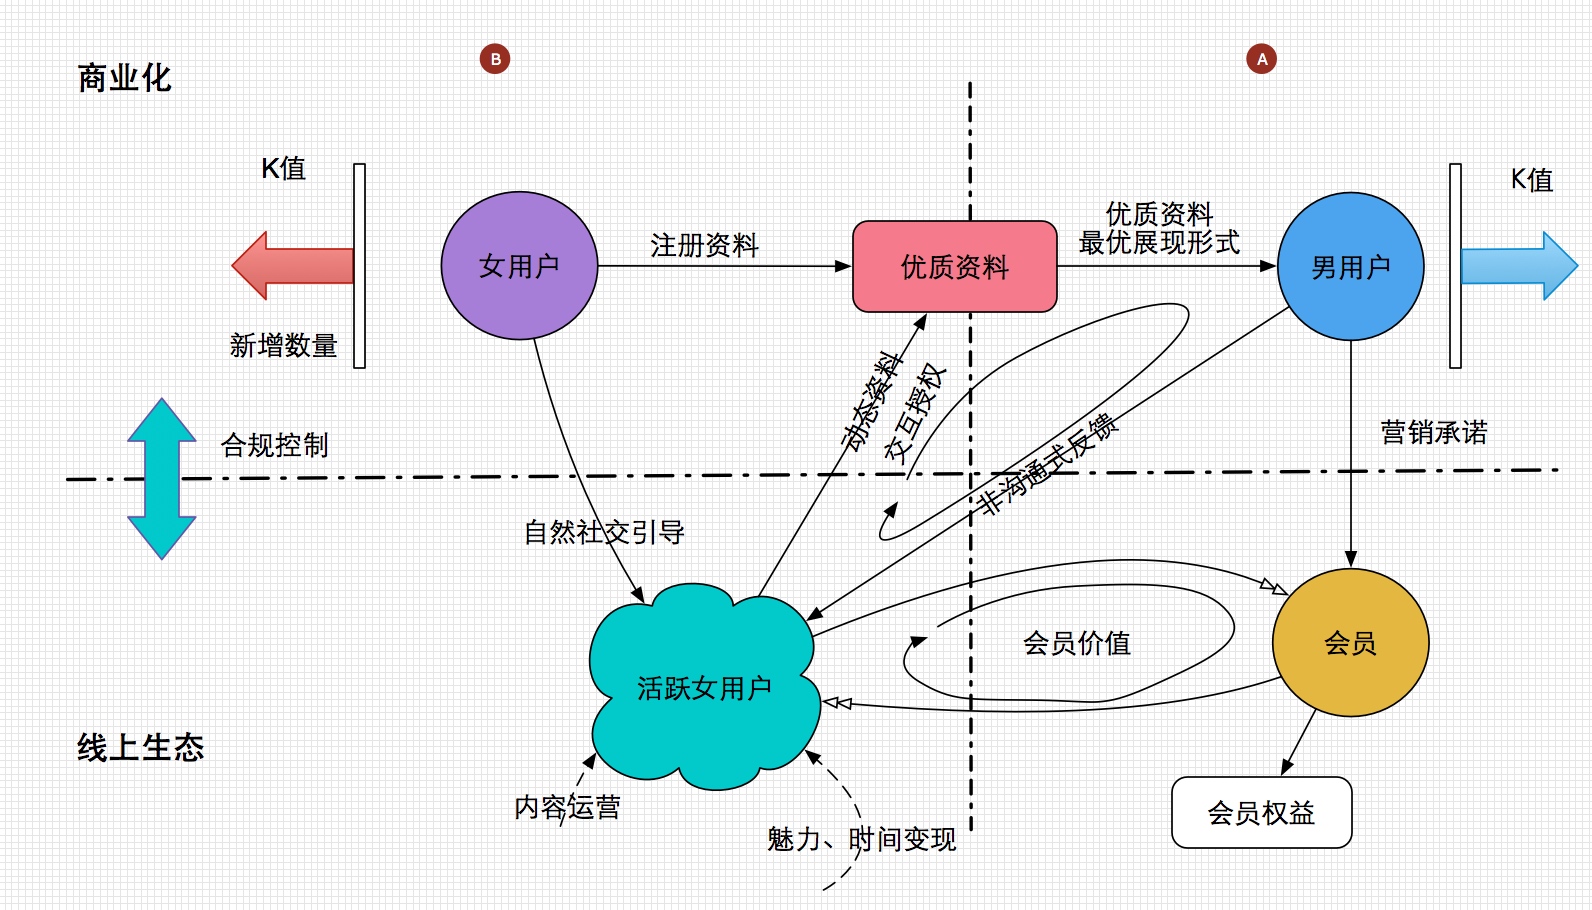 B
A
商业化
K值
K值
女用户
注册资料
优质资料
优质资料
最优展现形式
男用户
新增数量
动态资料
交互授权
非沟通式反馈
营销承诺
合规控制
自然社交引导
活跃女用户
会员价值
会员
线上生态
内容运营
魅力、时间变现
会员权益